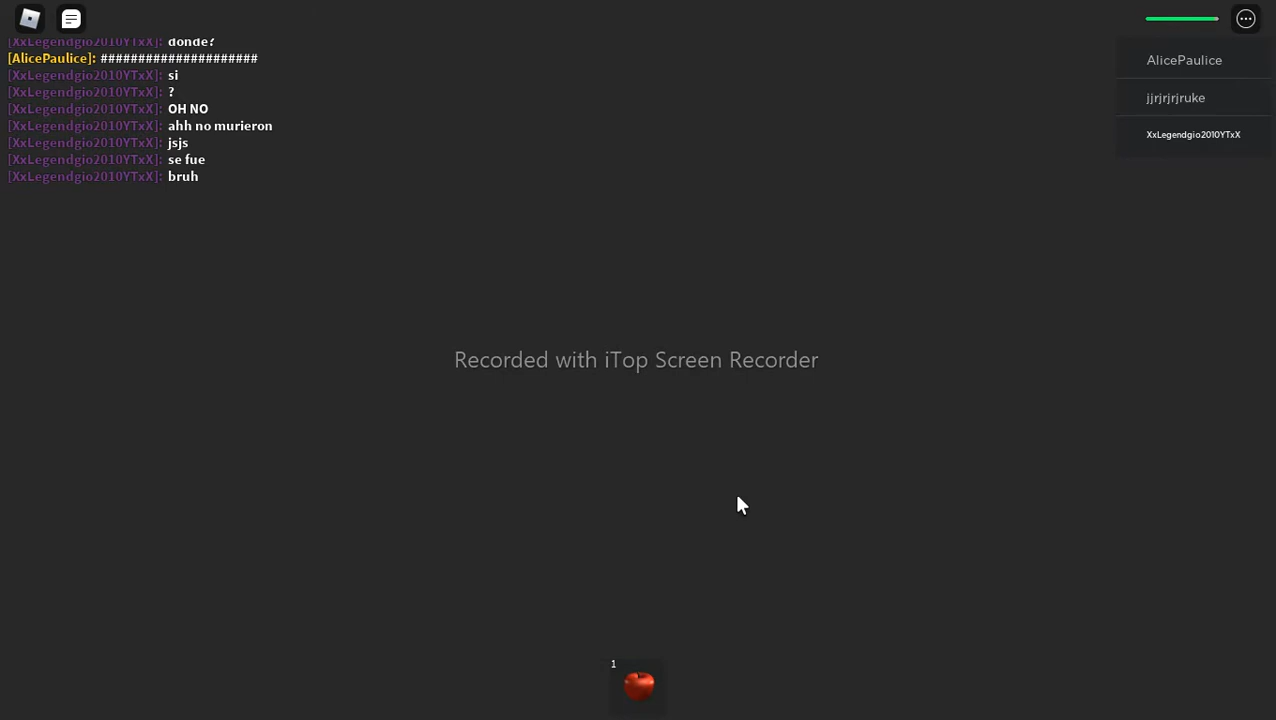 [XxLegendgio2010YTxX]: donde?
[AlicePaulice]: #####################
[XxLegendgio2010YTxX]: si
[XxLegendgio2010YTxX]: ?
[XxLegendgio2010YTxX]: OH NO
[XxLegendgio2010YTxX]: ahh no murieron
[XxLegendgio2010YTxX]: jsjs
[XxLegendgio2010YTxX]: se fue
[XxLegendgio2010YTxX]: bruh
AlicePaulice
jjrjrjrjruke
XxLegendgio2010YTxX
Recorded with iTop Screen Recorder
1